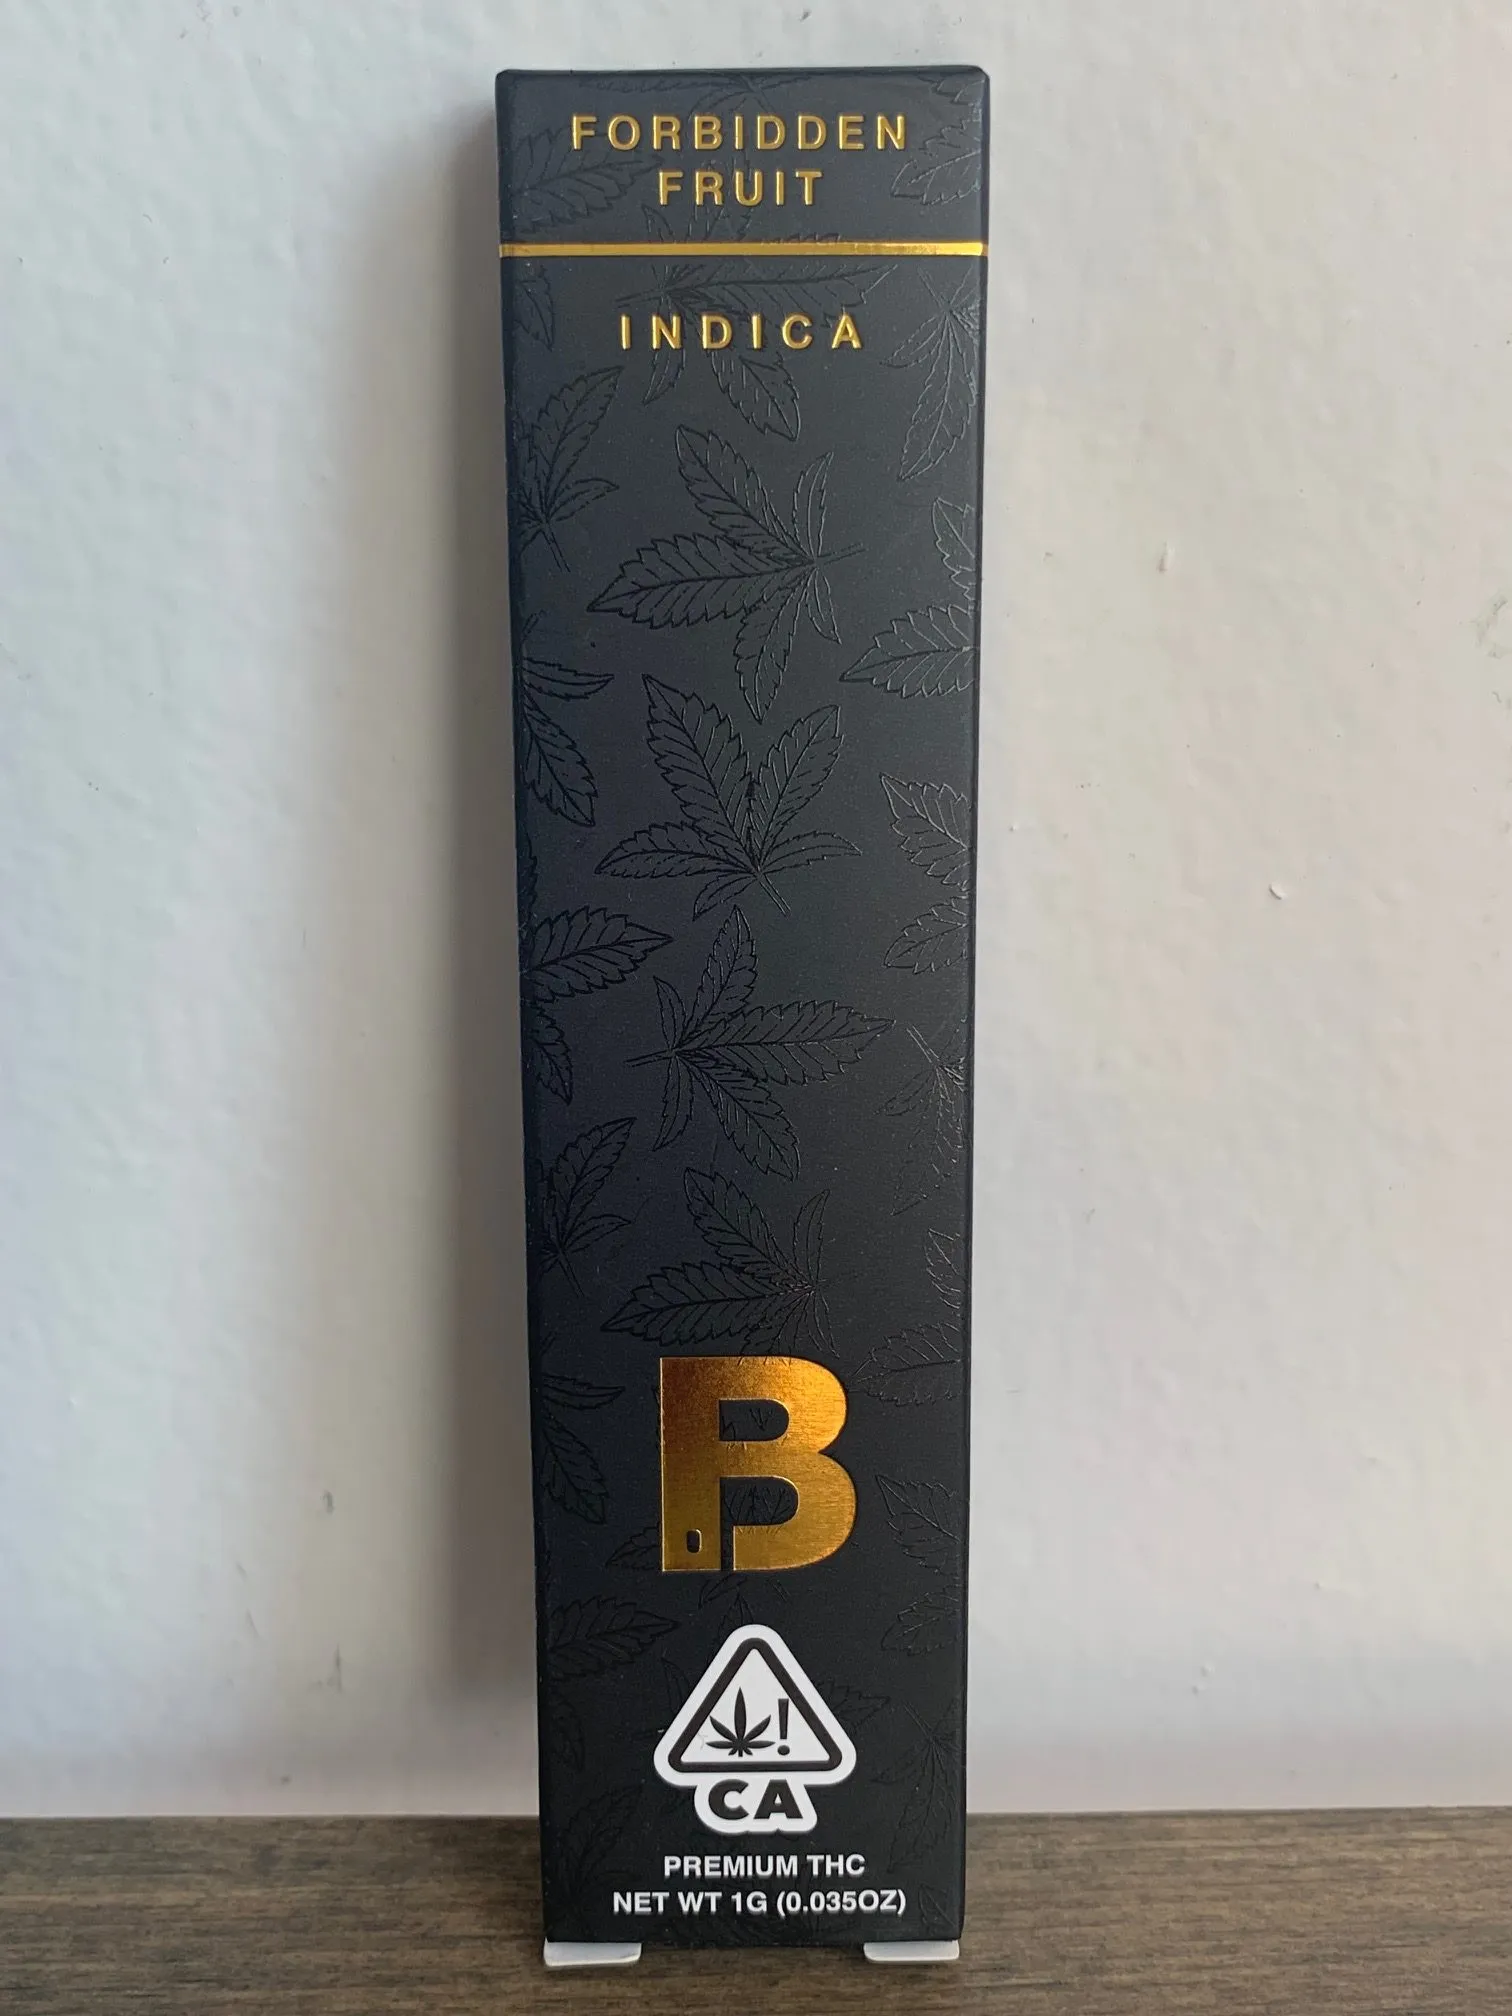 FORBIDDEN
FRUIT
INDICA
B
CA
PREMIUM THC
NET WT 1G (0.035OZ)